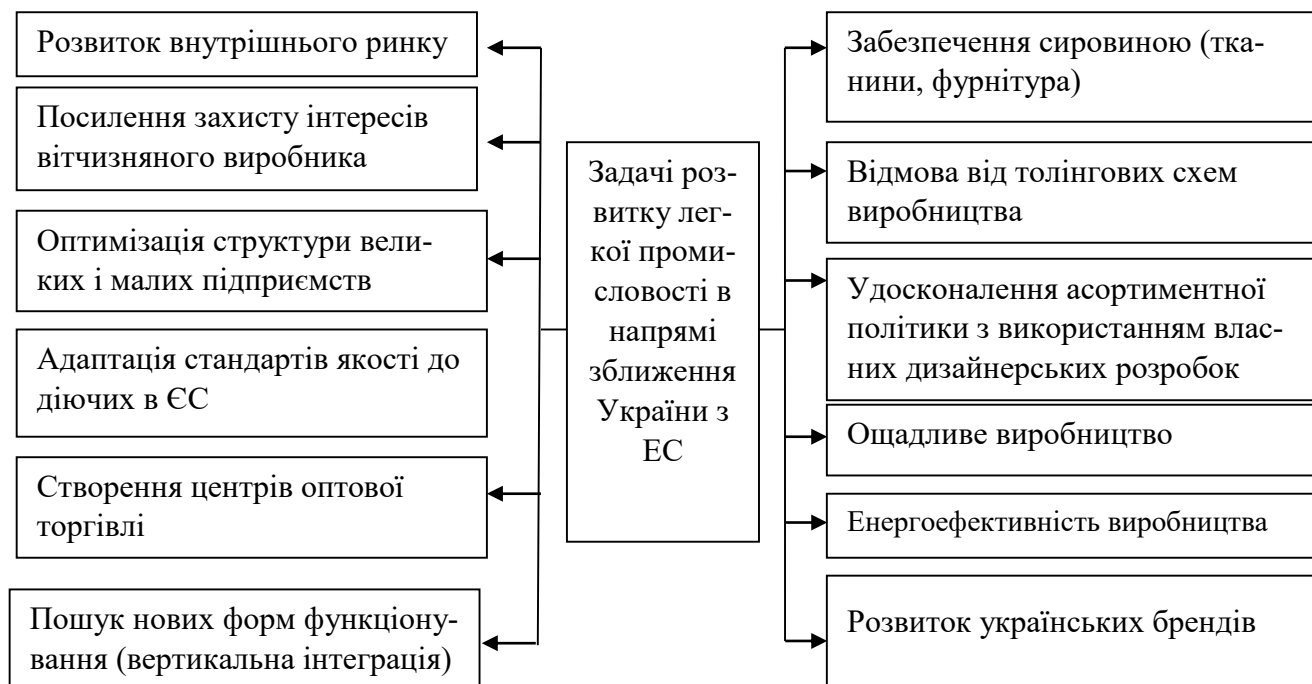 Розвиток внутрішнього ринку
Посилення захисту інтересів
вітчизняного виробника
Оптимізація структури вели-
ких і малих підприємств
Адаптація стандартів якості до
діючих в ЄС
Створення центрів оптової
торгівлі
Пошук нових форм функціону-
вання (вертикальна інтеграція)
Задачі роз-
витку лег-
кої проми-
словості в
напрямі
зближення
України з
ЕС
Забезпечення сировиною (тка-
нини, фурнітура)
Відмова від толінгових схем
виробництва
Удосконалення асортиментної
політики з використанням влас-
них дизайнерських розробок
Ощадливе виробництво
Енергоефективність виробництва
Розвиток українських брендів